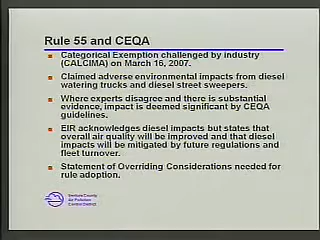 Rule 55 and CEQA
Categorical Exemption challenged by industry
(CALCIMA) on March 16, 2007.
Claimed adverse environmental impacts from diesel
watering trucks and diesel street sweepers.
Where experts disagree and there is substantial
evidence, impact is deemed significant by CEQA
guidelines.
EIR acknowledges diesel impacts but states that
overall air quality will be improved and that diesel
impacts will be mitigated by future regulations and
fleet turnover.
Statement of Overriding Considerations needed for
rule adoption.
Ventura County
Air Pollution
Control District